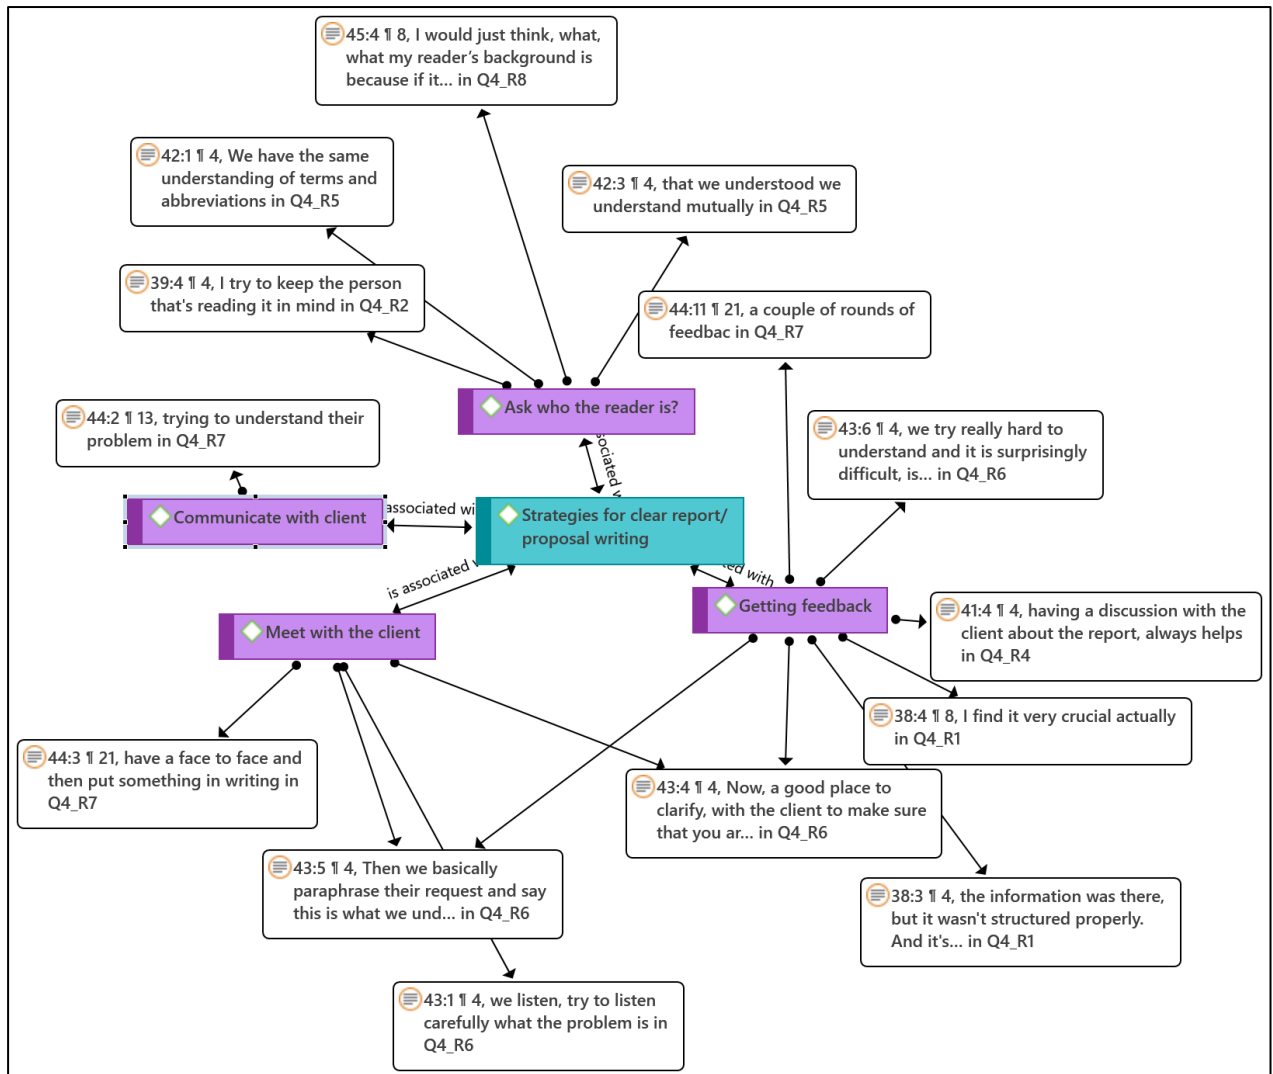 45:4 ¶ 8, I would just think, what,
what my reader’s background is
because if it... in Q4_R8
42:1 ¶ 4, We have the same
understanding of terms and
abbreviations in Q4_R5
42:3 ¶ 4, that we understood we
understand mutually in Q4_R5
39:4 ¶ 4, I try to keep the person
that's reading it in mind in Q4_R2
44:11 ¶ 21, a couple of rounds of
feedbac in Q4_R7
Ask who the reader is?
44:2 ¶ 13, trying to understand their
problem in Q4_R7
43:6 ¶ 4, we try really hard to
understand and it is surprisingly
difficult, is... in Q4_R6
sociated w
Communicate with client
associated wi
Strategies for clear report/
proposal writing
is associated w
ted with
Getting feedback
Meet with the client
41:4 ¶ 4, having a discussion with the
client about the report, always helps
in Q4_R4
38:4 ¶ 8, I find it very crucial actually
in Q4_R1
44:3 ¶ 21, have a face to face and
then put something in writing in
Q4_R7
43:4 ¶ 4, Now, a good place to
clarify, with the client to make sure
that you ar... in Q4_R6
43:5 ¶ 4, Then we basically
paraphrase their request and say
this is what we und... in Q4_R6
38:3 ¶ 4, the information was there,
but it wasn't structured properly.
And it's... in Q4_R1
43:1 ¶ 4, we listen, try to listen
carefully what the problem is in
Q4_R6